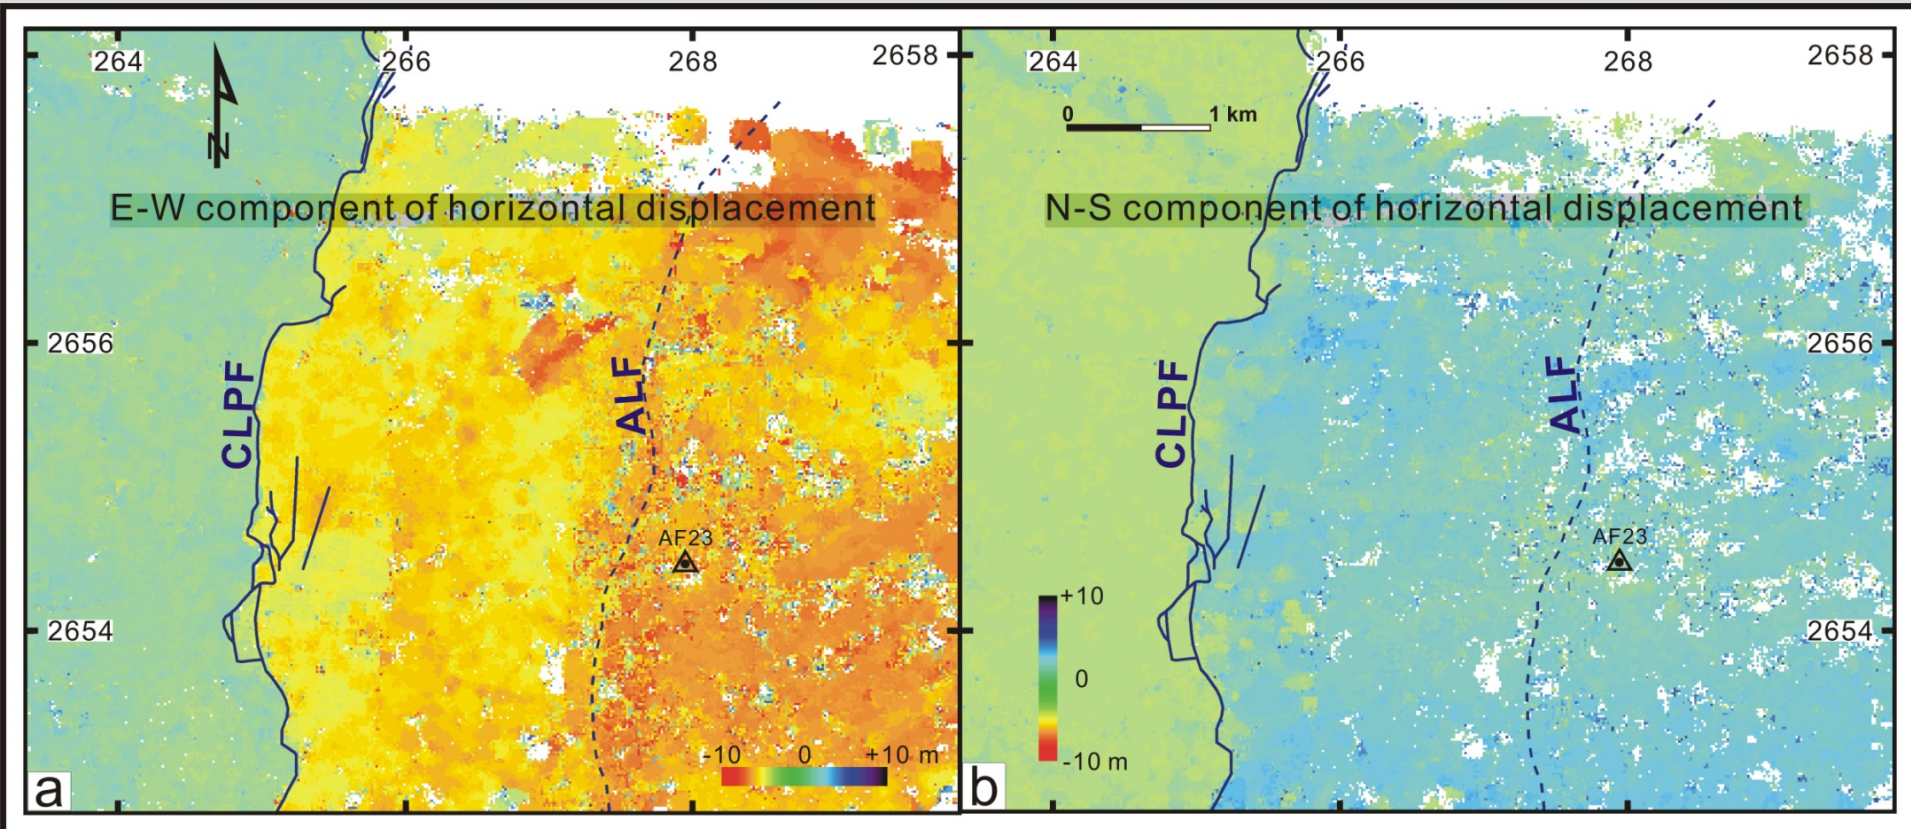 264
266
268
2658
N
E-W component of horizontal displacement
2656
CLPF
ALF
AF23
2654
-10 0 +10 m
a
264
266
268
2658
0 1 km
N-S component of horizontal displacement
2656
CLPF
ALF
AF23
+10
0
-10 m
2654
b